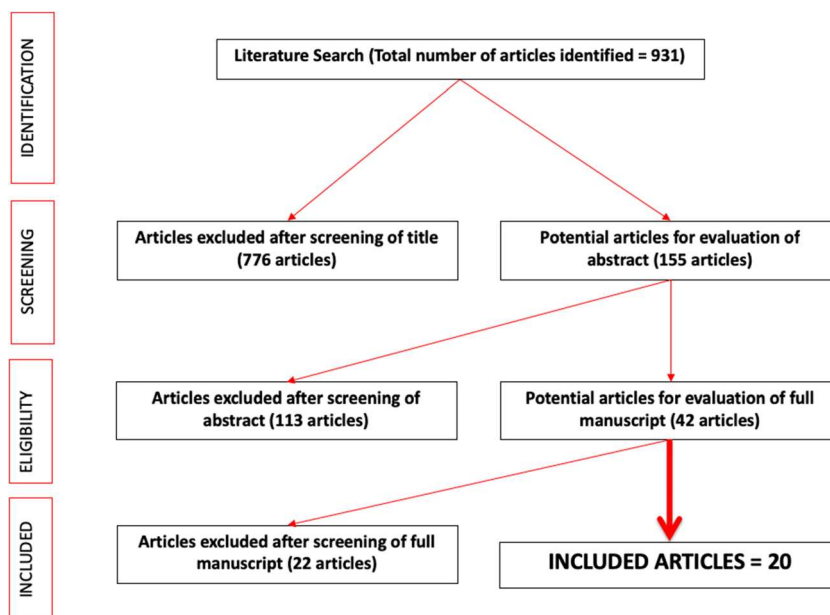 IDENTIFICATION
Literature Search (Total number of articles identified = 931)
SCREENING
Articles excluded after screening of title
(776 articles)
Potential articles for evaluation of
abstract (155 articles)
ELIGIBILITY
Articles excluded after screening of
abstract (113 articles)
Potential articles for evaluation of full
manuscript (42 articles)
INCLUDED
Articles excluded after screening of full
manuscript (22 articles)
INCLUDED ARTICLES = 20